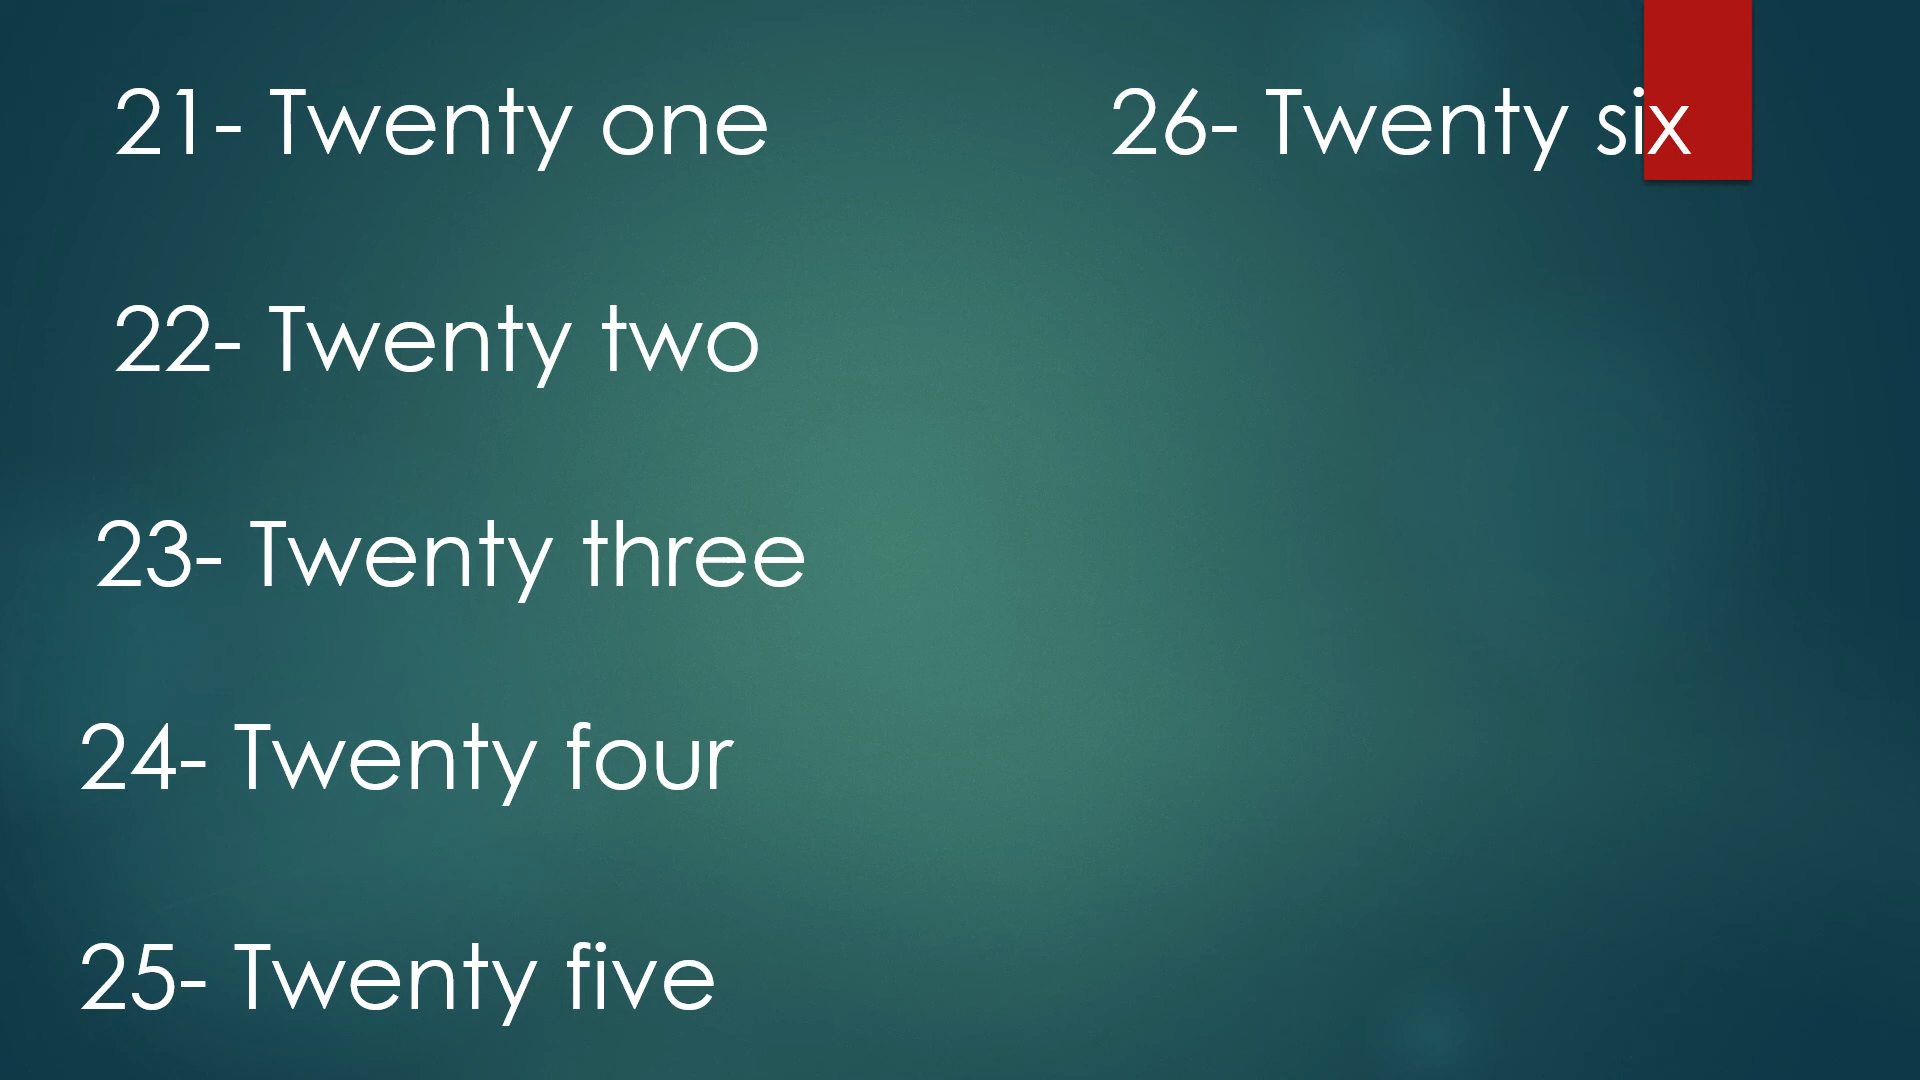 21- Twenty one
22- Twenty two
23- Twenty three
24- Twenty four
25- Twenty five
26- Twenty six